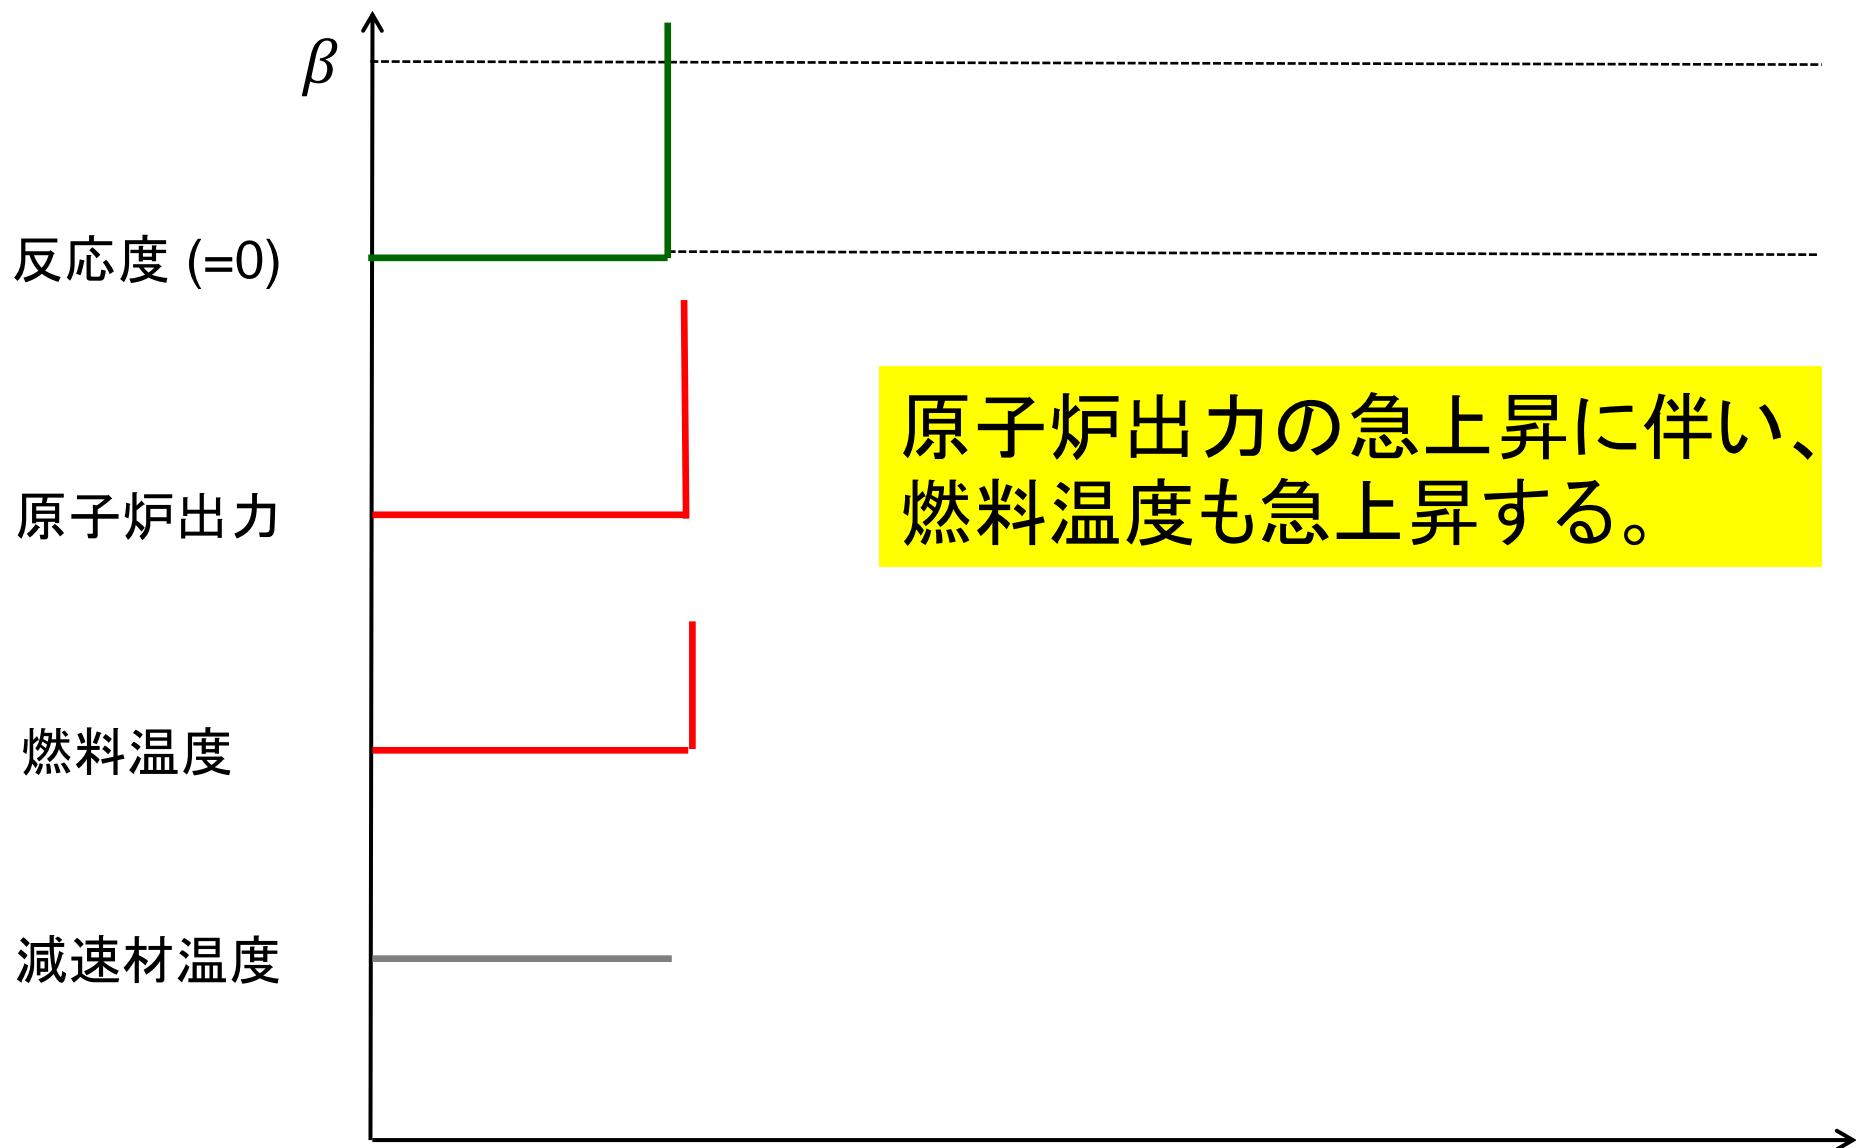 β
反応度 (=0)
原子炉出力の急上昇に伴い、
燃料温度も急上昇する。
原子炉出力
燃料温度
減速材温度